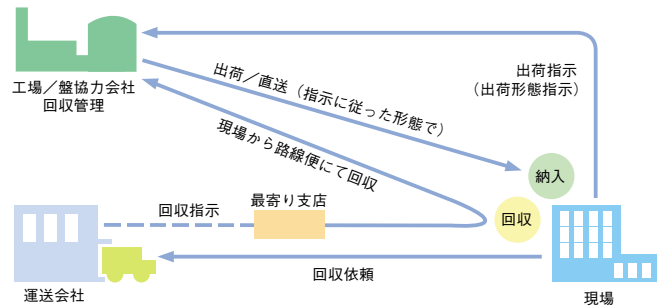 工場／盤協力会社
回収管理
出荷指示
（出荷形態指示）
出荷／直送（指示に従った形態で）
現場から路線便にて回収
納入
回収
最寄り支店
回収指示
回収依頼
運送会社
現場